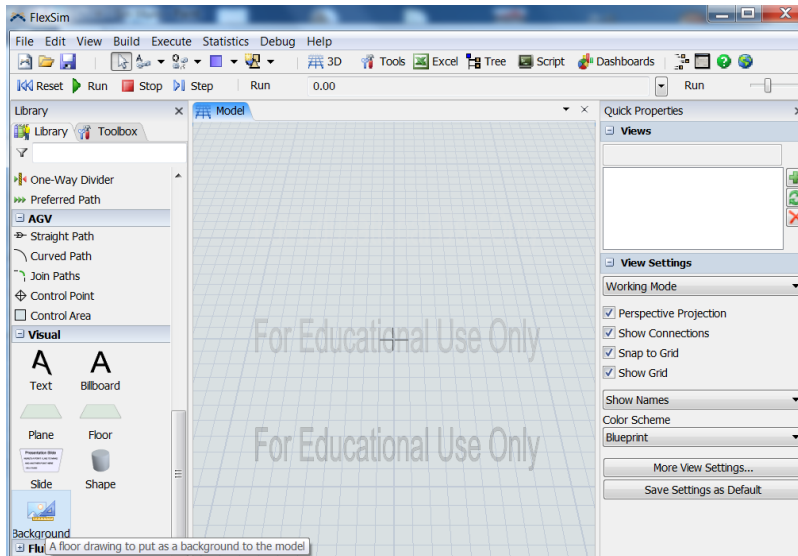 FlexSim
File Edit View Build Execute Statistics Debug Help
3D Tools Excel Tree Script Dashboards
Reset Run Stop Step Run 0.00 Run
Library
Library Toolbox
One-Way Divider
Preferred Path
AGV
Straight Path
Curved Path
Join Paths
Control Point
Control Area
Visual
Text Billboard
Plane Floor
Presentation Slide
Slide Shape
Background
Flu
A floor drawing to put as a background to the model
Model
For Educational Use Only
For Educational Use Only
Quick Properties
Views
View Settings
Working Mode
Perspective Projection
Show Connections
Snap to Grid
Show Grid
Show Names
Color Scheme
Blueprint
More View Settings...
Save Settings as Default